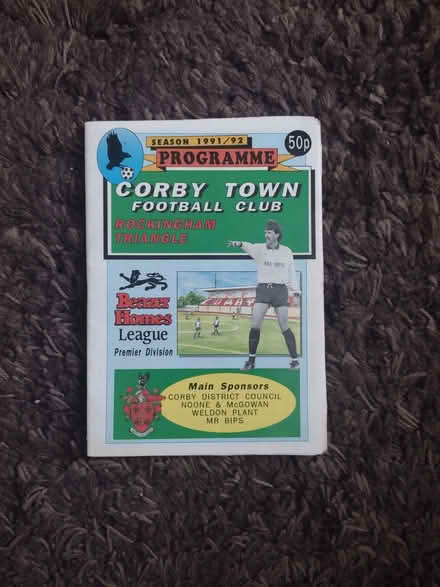 SEASON 1991/92
50p
PROGRAMME
CORBY TOWN
FOOTBALL CLUB
ROCKINGHAM
TRIANGLE
Beazer
Homes
League
Premier Division
Main Sponsors
CORBY DISTRICT COUNCIL
NOONE & McGOWAN
WELDON PLANT
MR BIPS